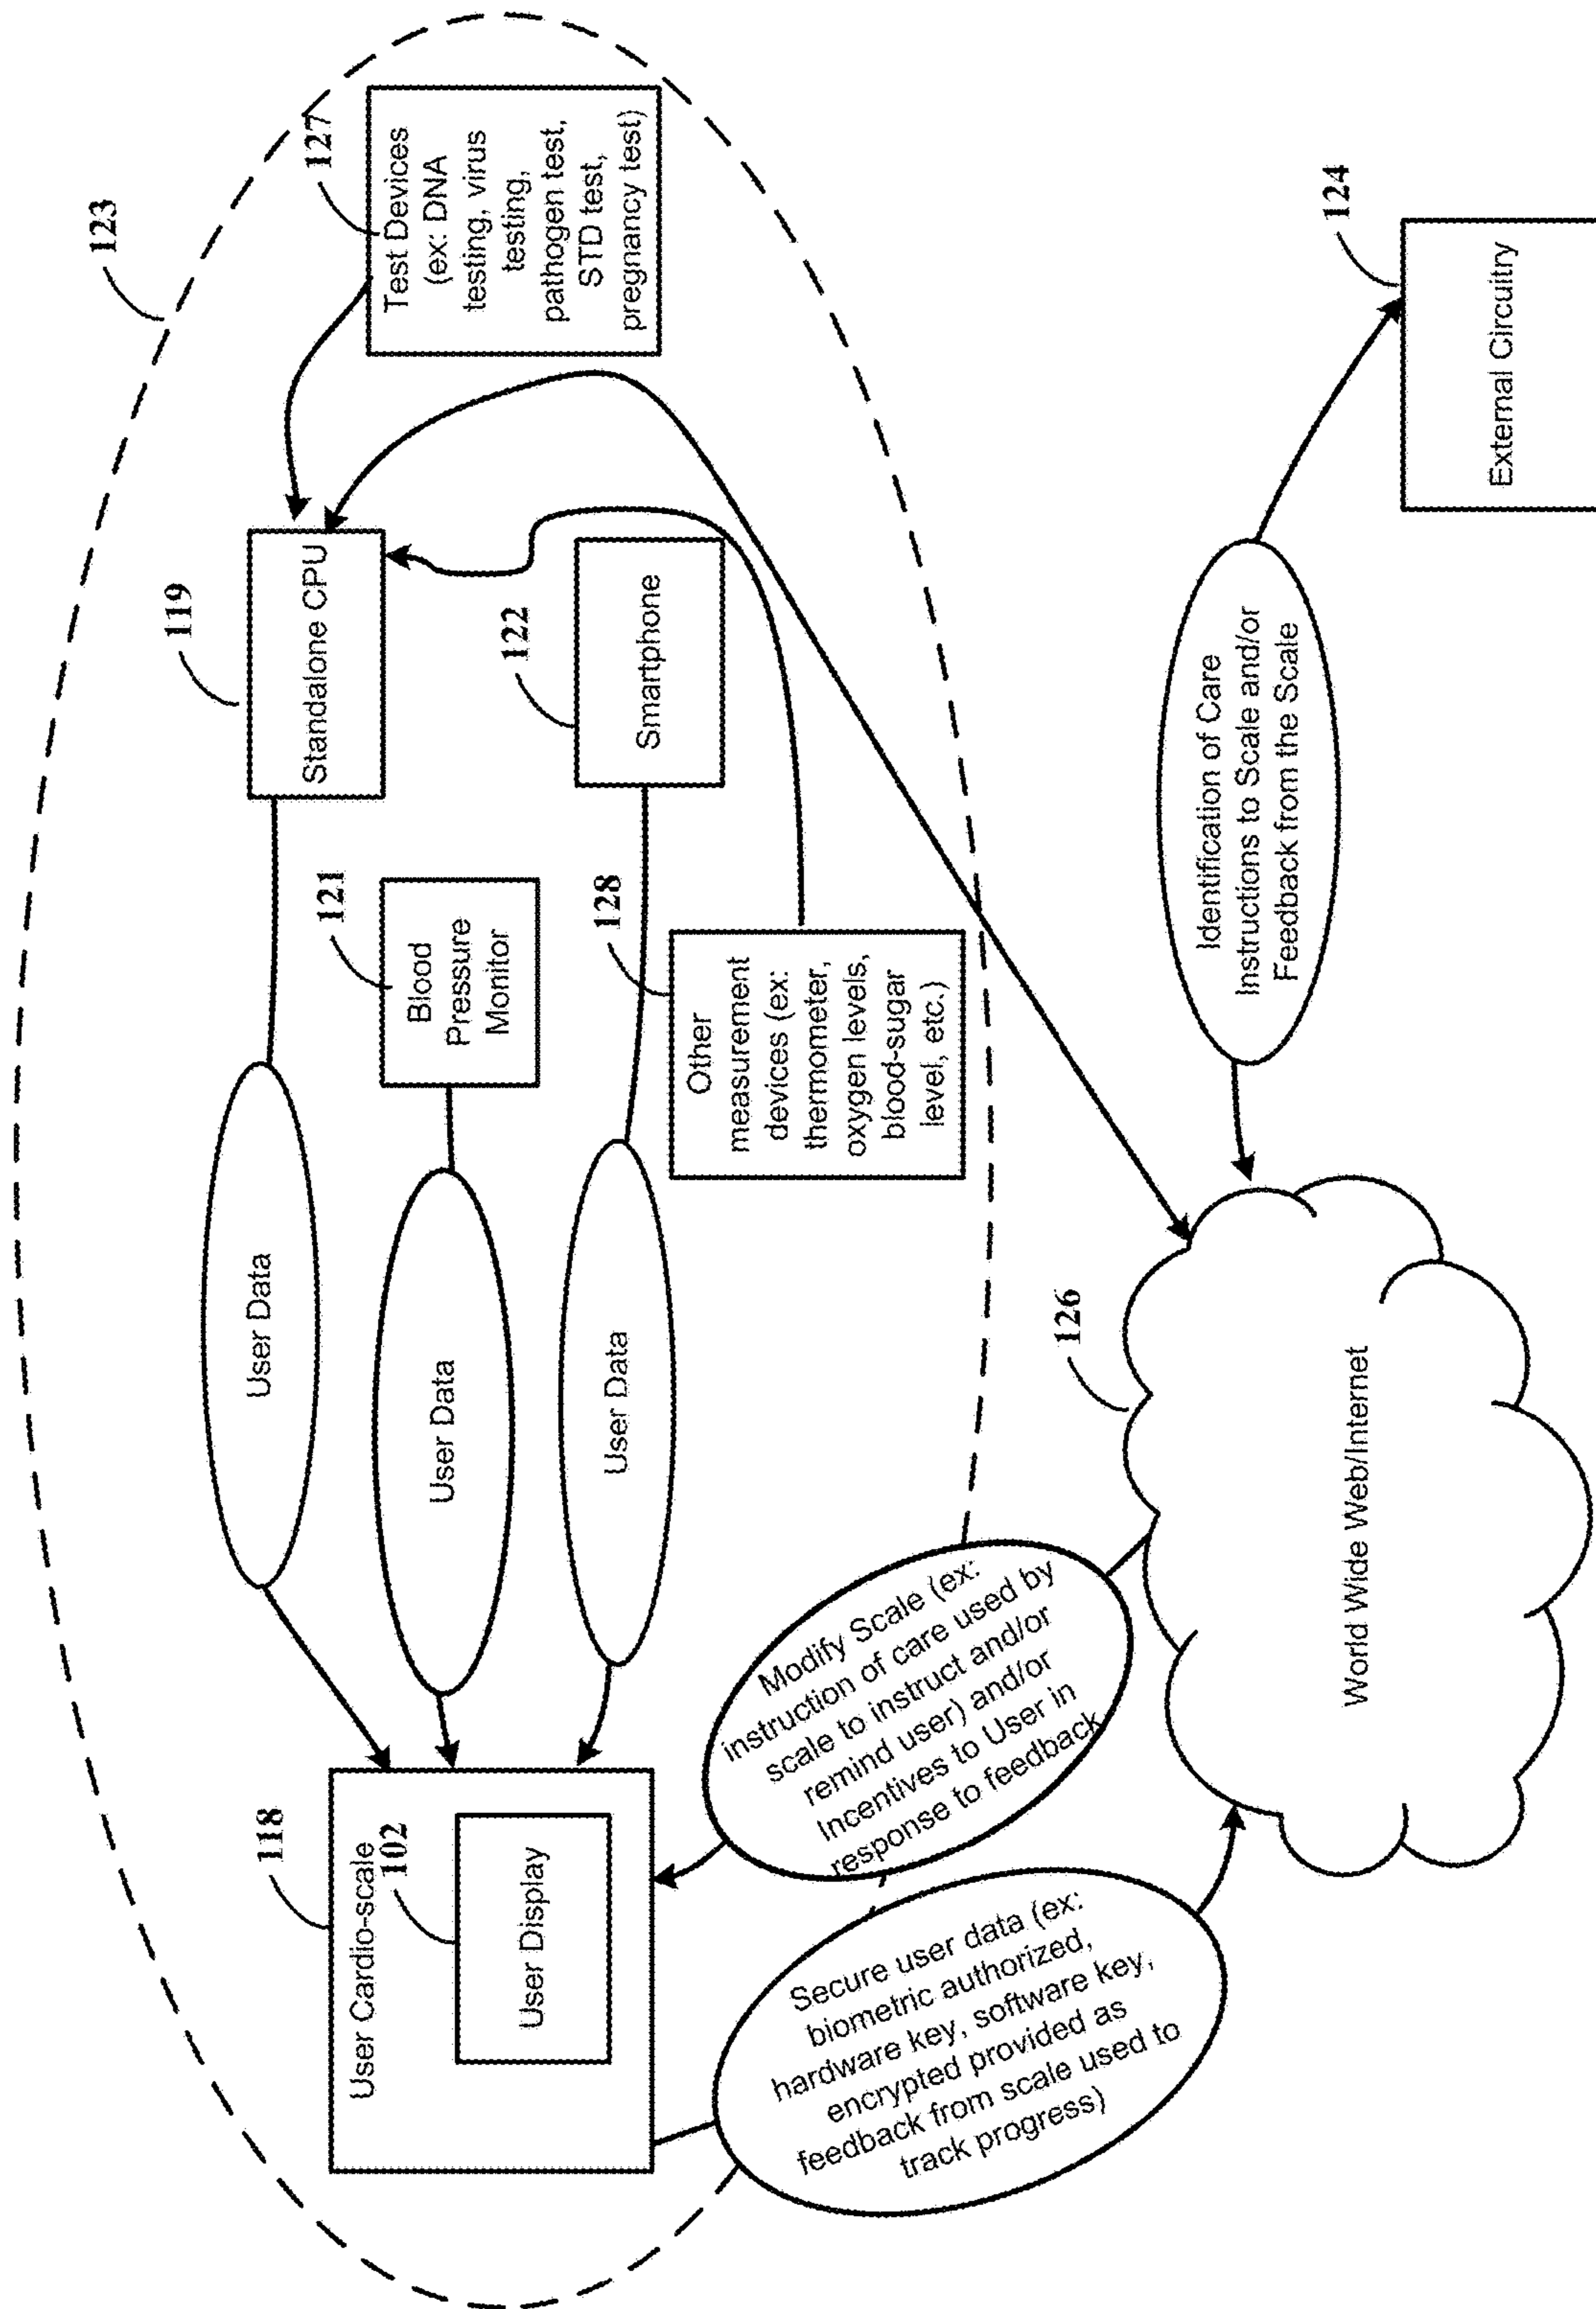 123
119
Standalone CPU
127
Test Devices
(ex: DNA
testing, virus
testing,
pathogen test,
STD test,
pregnancy test)
121
Blood
Pressure
Monitor
122
Smartphone
128
Other
measurement
devices (ex:
thermometer,
oxygen levels,
blood-sugar
level, etc.)
User Data
User Data
User Data
118
User Cardio-scale
102
User Display
Modify Scale (ex:
instruction of care used by
scale to instruct and/or
remind user) and/or
Incentives to User in
response to feedback
Secure user data (ex:
biometric authorized,
hardware key, software key,
encrypted provided as
feedback from scale used to
track progress)
126
World Wide Web/Internet
Identification of Care
Instructions to Scale and/or
Feedback from the Scale
124
External Circuitry